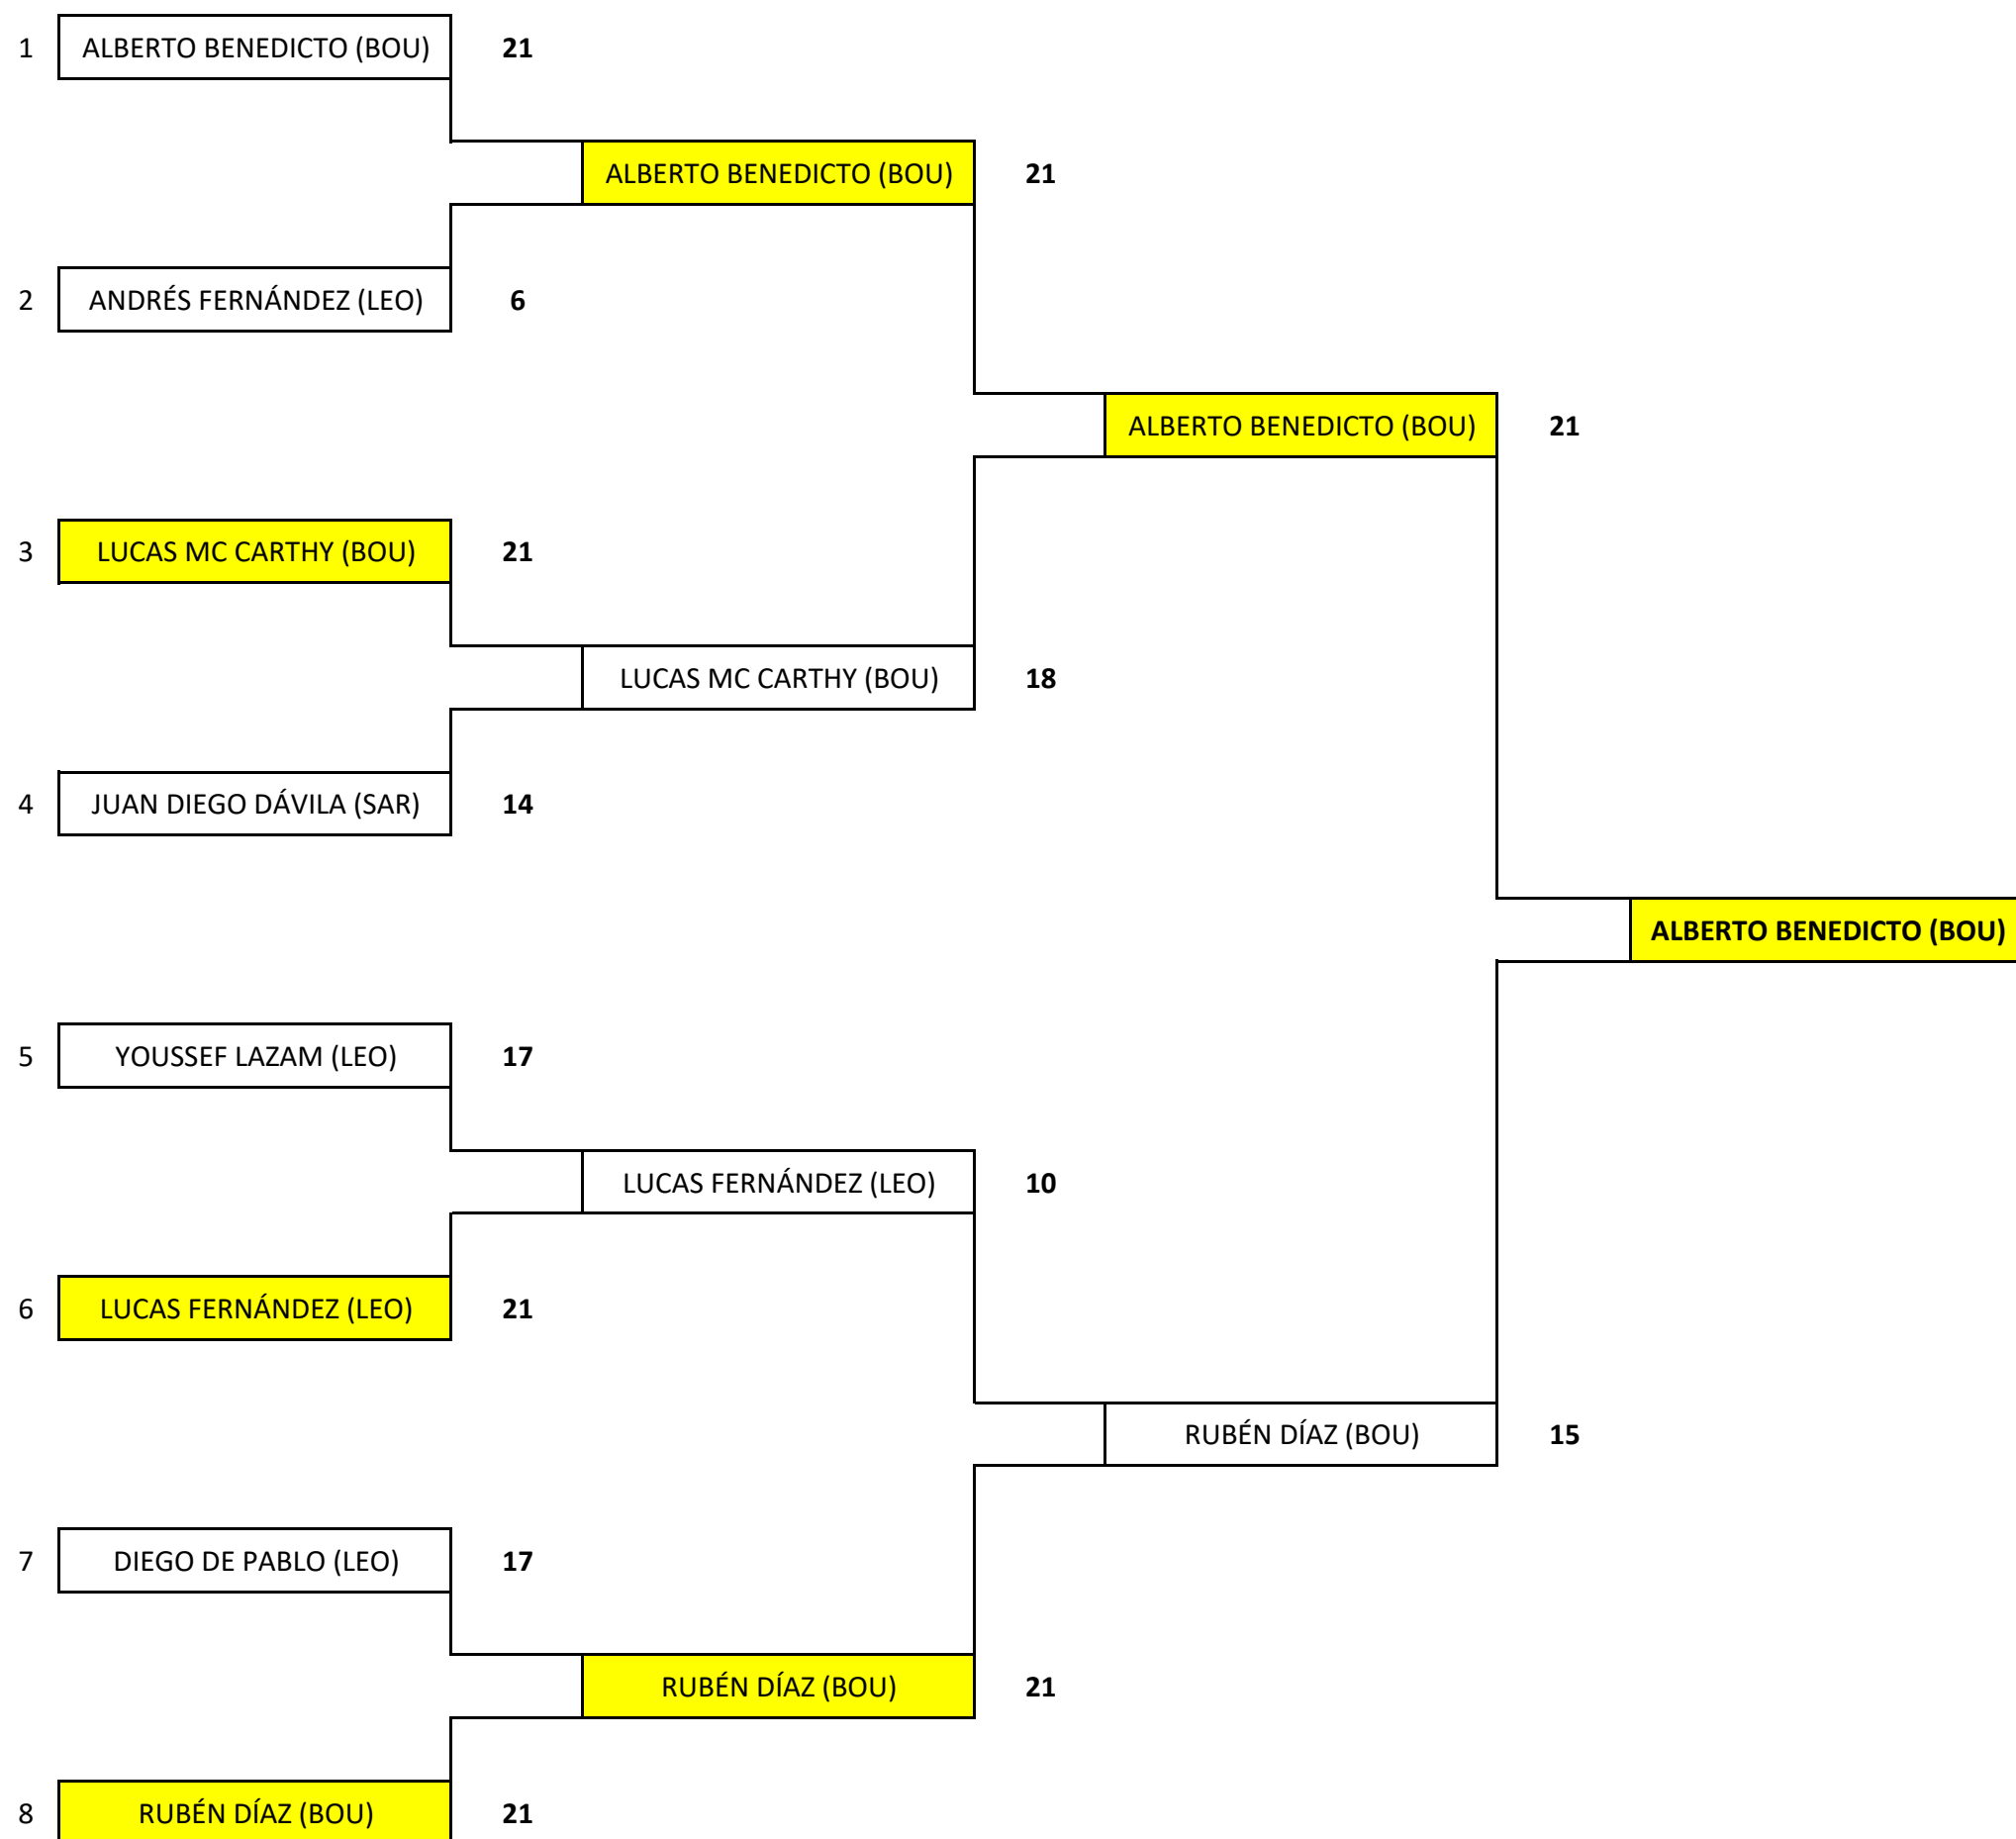 1 ALBERTO BENEDICTO (BOU) 21
ALBERTO BENEDICTO (BOU) 21
2 ANDRÉS FERNÁNDEZ (LEO) 6
ALBERTO BENEDICTO (BOU) 21
3 LUCAS MC CARTHY (BOU) 21
LUCAS MC CARTHY (BOU) 18
4 JUAN DIEGO DÁVILA (SAR) 14
ALBERTO BENEDICTO (BOU)
5 YOUSSEF LAZAM (LEO) 17
LUCAS FERNÁNDEZ (LEO) 10
6 LUCAS FERNÁNDEZ (LEO) 21
RUBÉN DÍAZ (BOU) 15
7 DIEGO DE PABLO (LEO) 17
RUBÉN DÍAZ (BOU) 21
8 RUBÉN DÍAZ (BOU) 21